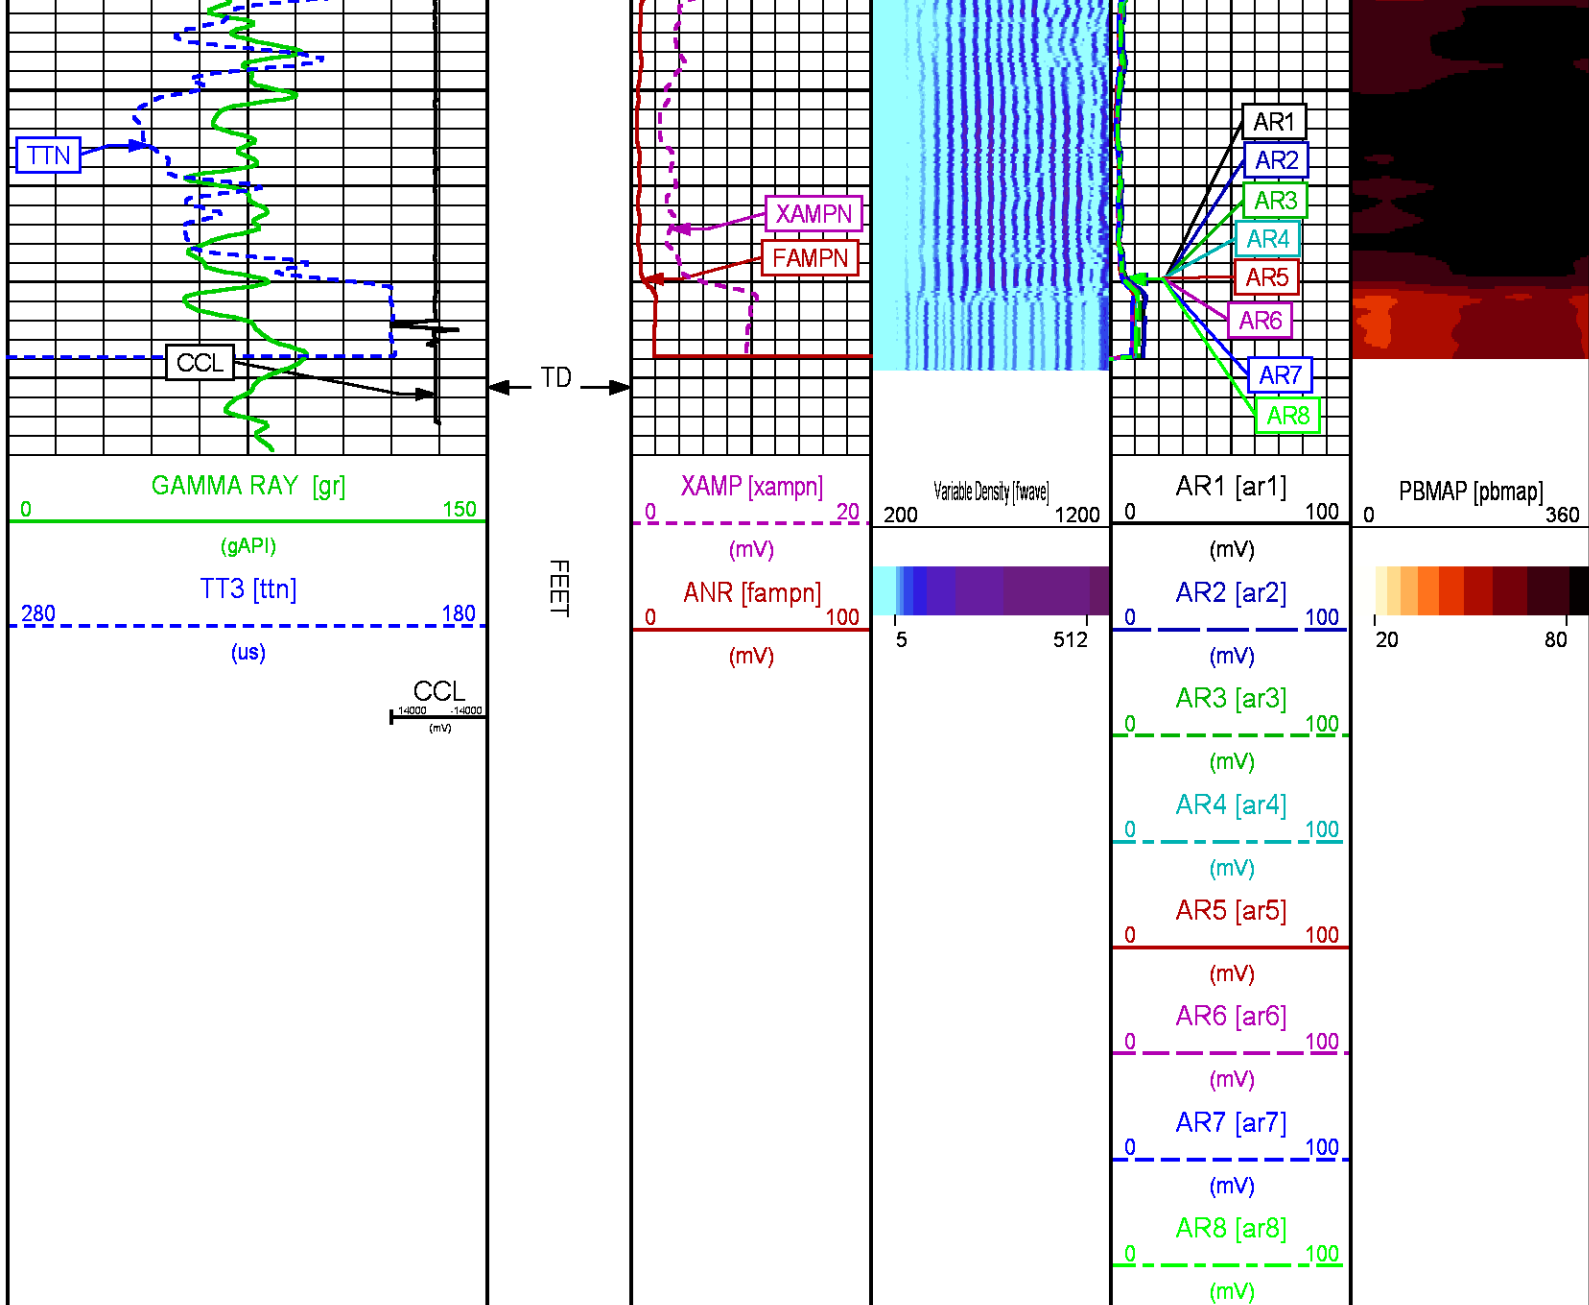 TTN
CCL
TD
XAMPN
FAMPN
AR1
AR2
AR3
AR4
AR5
AR6
AR7
AR8
GAMMA RAY [gr]
0 150
(gAPI)
TT3 [ttn]
280 180
(us)
CCL
14000 -14000
(mV)
FEET
XAMP [xampn]
0 20
(mV)
ANR [fampn]
0 100
(mV)
Variable Density [fwave]
200 1200
5 512
AR1 [ar1]
0 100
(mV)
AR2 [ar2]
0 100
(mV)
AR3 [ar3]
0 100
(mV)
AR4 [ar4]
0 100
(mV)
AR5 [ar5]
0 100
(mV)
AR6 [ar6]
0 100
(mV)
AR7 [ar7]
0 100
(mV)
AR8 [ar8]
0 100
(mV)
PBMAP [pbmap]
0 360
20 80